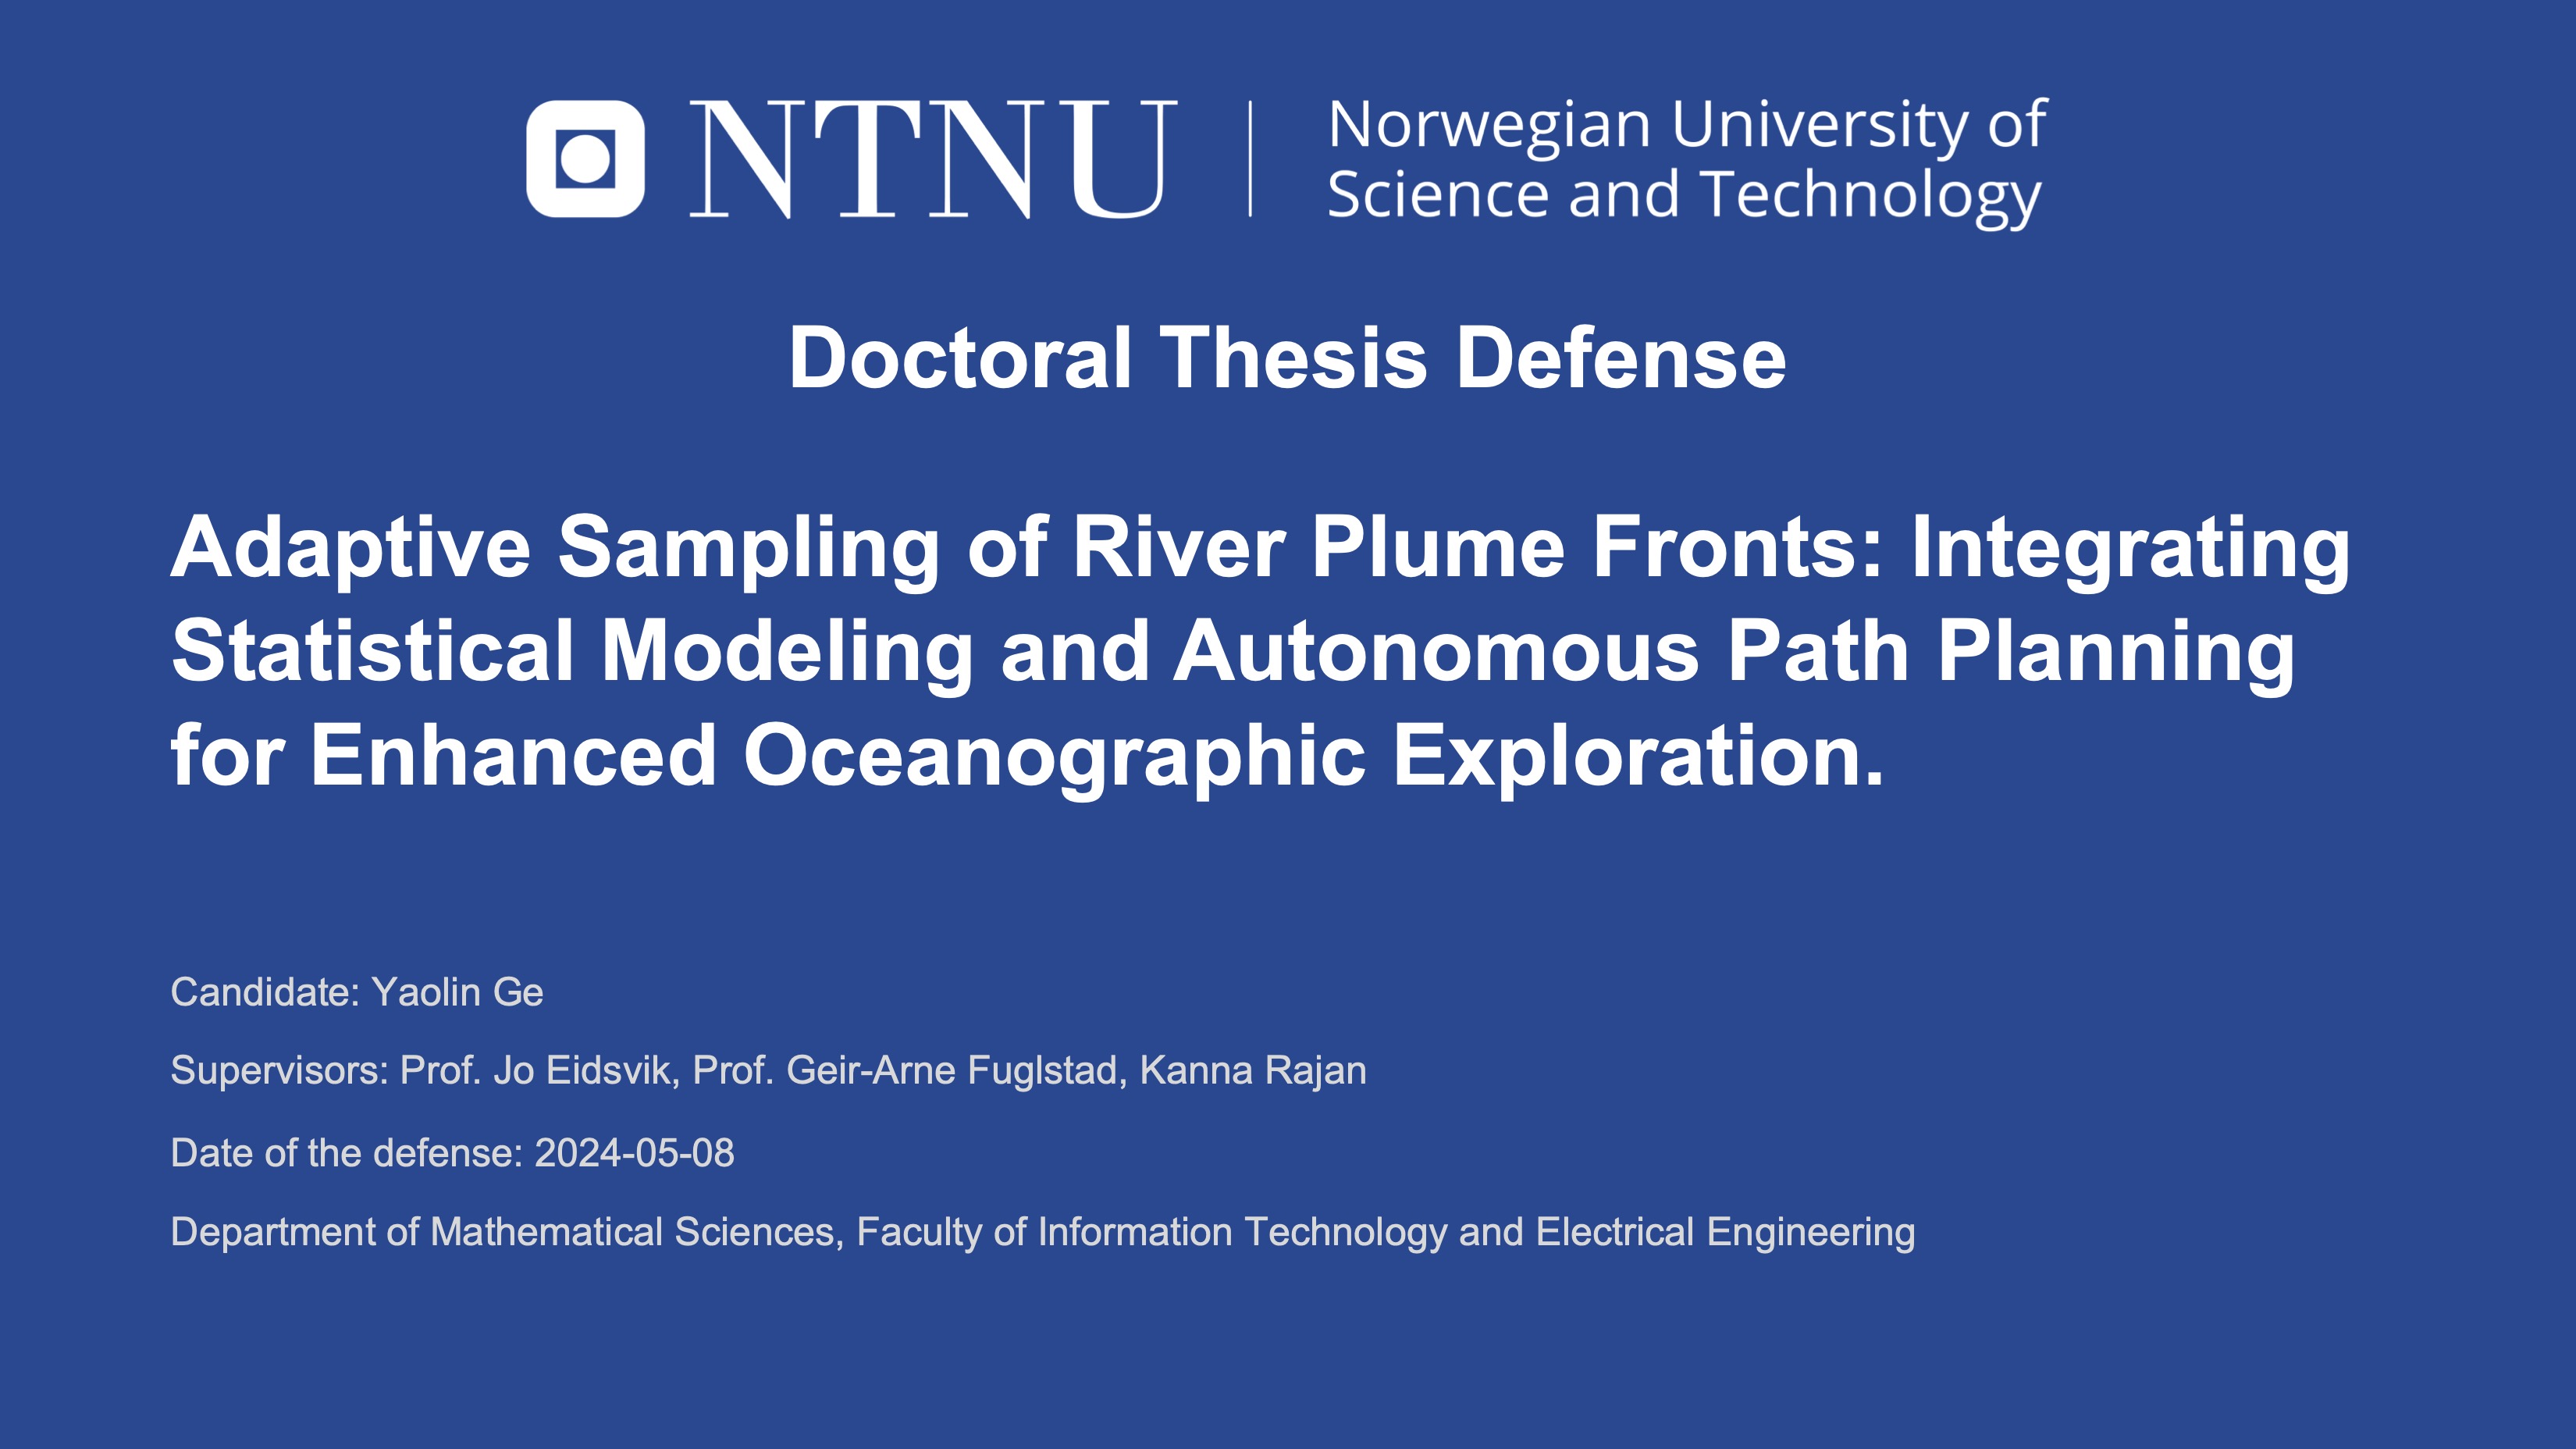 NTNU
Norwegian University of
Science and Technology
Doctoral Thesis Defense
Adaptive Sampling of River Plume Fronts: Integrating
Statistical Modeling and Autonomous Path Planning
for Enhanced Oceanographic Exploration.
Candidate: Yaolin Ge
Supervisors: Prof. Jo Eidsvik, Prof. Geir-Arne Fuglstad, Kanna Rajan
Date of the defense: 2024-05-08
Department of Mathematical Sciences, Faculty of Information Technology and Electrical Engineering